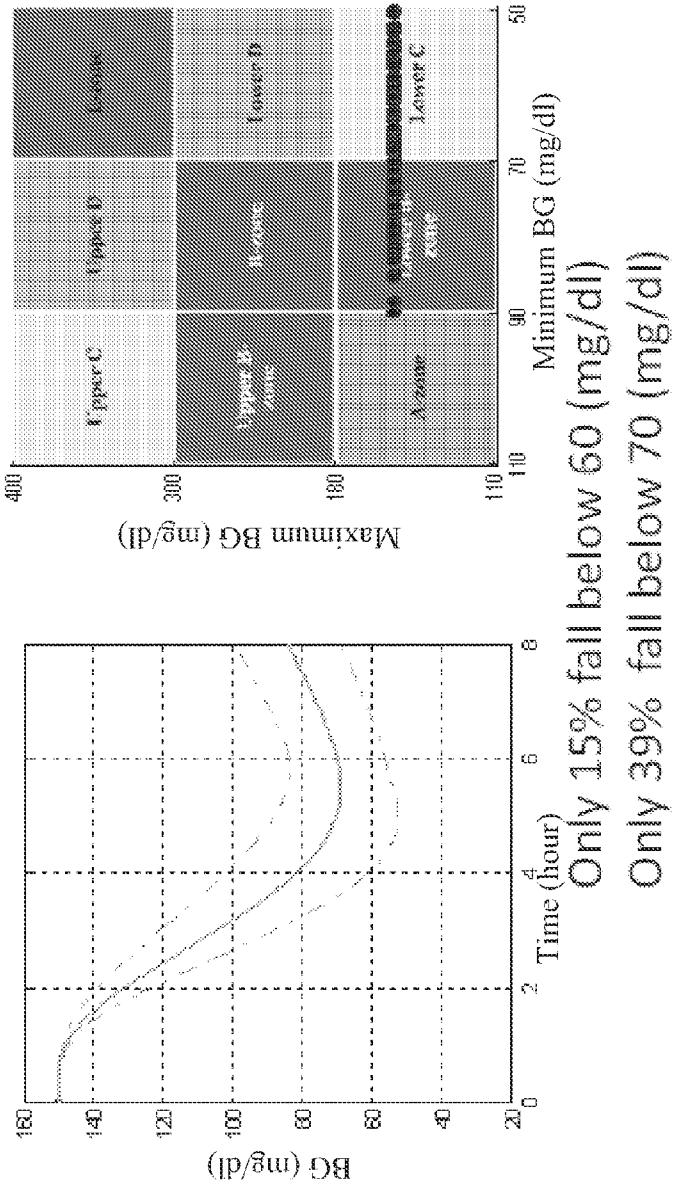 BG (mg/dl)
160
140
120
100
80
60
40
20
0
2
4
6
8
Time (hour)
Maximum BG (mg/dl)
400
300
180
110
Upper C
Upper D
E-zone
Upper B
zone
B-zone
Lower D
A-zone
zone
Lower C
110
90
70
50
Minimum BG (mg/dl)
Only 15% fall below 60 (mg/dl)
Only 39% fall below 70 (mg/dl)